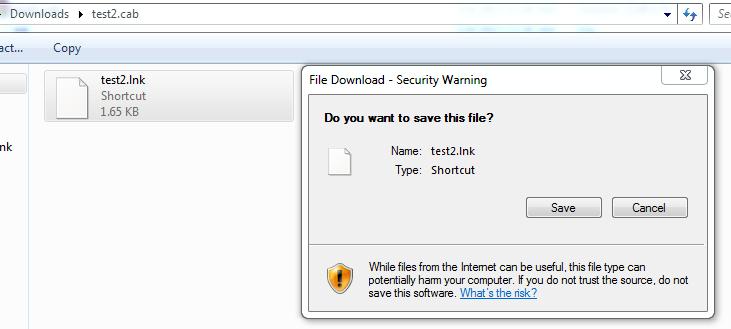 Downloads ▸ test2.cab
Se
act... Copy
test2.lnk
Shortcut
1.65 KB
nk
File Download - Security Warning
Do you want to save this file?
Name: test2.lnk
Type: Shortcut
Save Cancel
While files from the Internet can be useful, this file type can
potentially harm your computer. If you do not trust the source, do not
save this software. What's the risk?